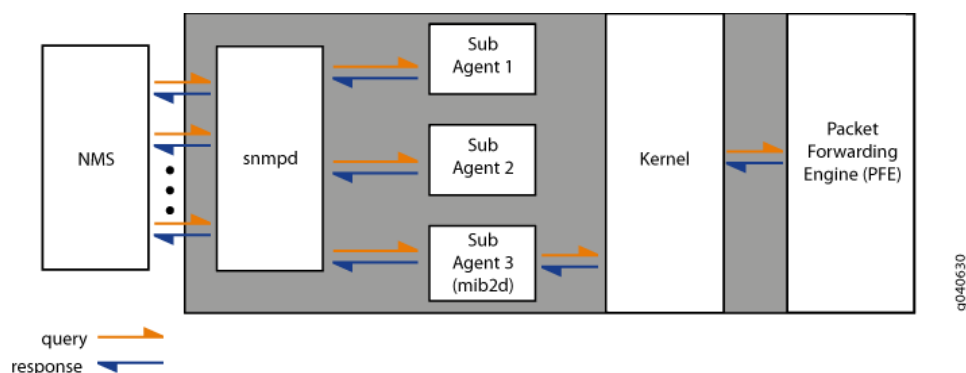 NMS
snmpd
Sub
Agent 1
Sub
Agent 2
Sub
Agent 3
(mib2d)
Kernel
Packet
Forwarding
Engine (PFE)
query
response
g040630